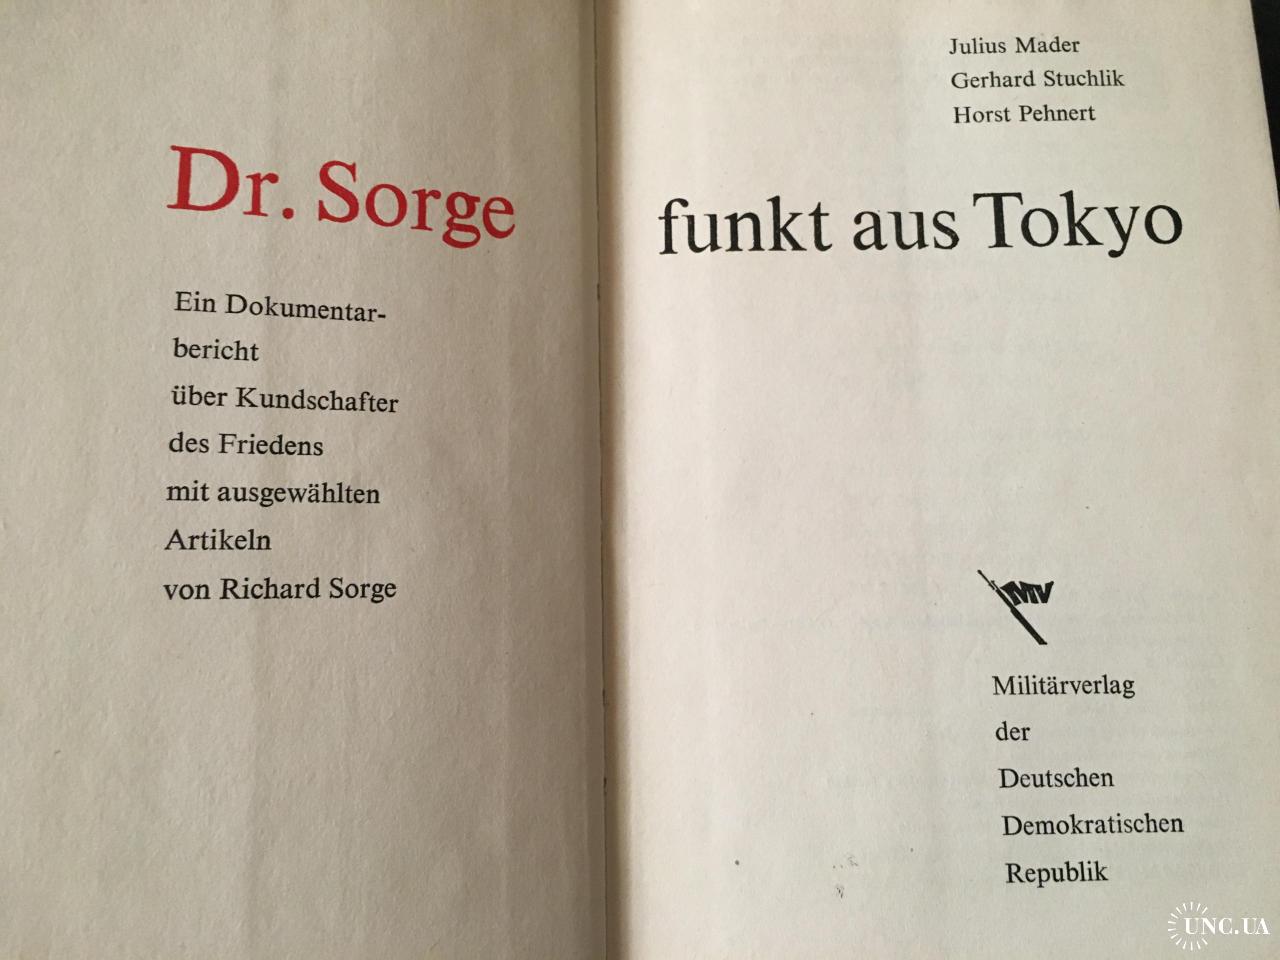 Dr. Sorge
Ein Dokumentar-
bericht
über Kundschafter
des Friedens
mit ausgewählten
Artikeln
von Richard Sorge
Julius Mader
Gerhard Stuchlik
Horst Pehnert
funkt aus Tokyo
MV
Militärverlag
der
Deutschen
Demokratischen
Republik
UNC.UA